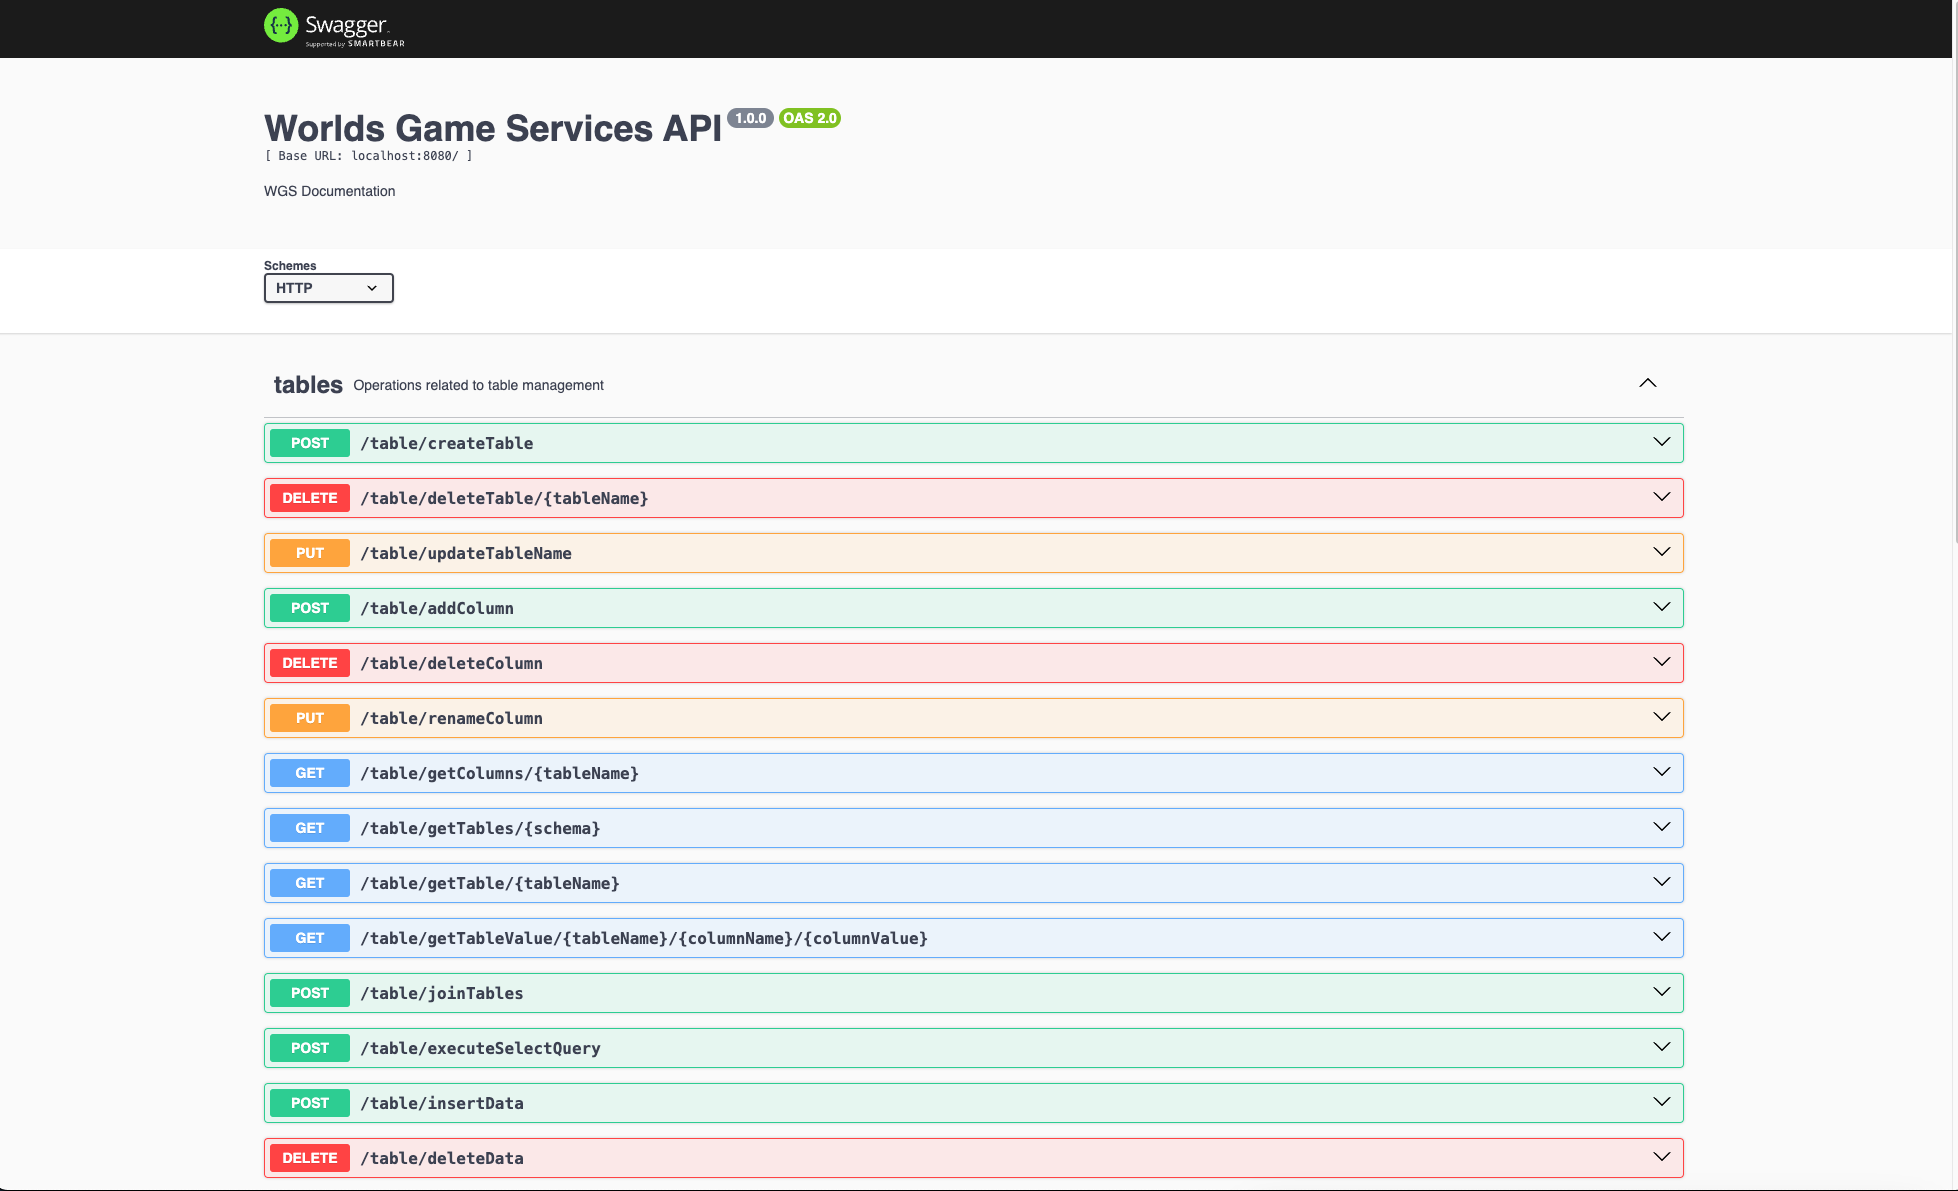 Swagger
Supported by SMARTBEAR
Worlds Game Services API 1.0.0 OAS 2.0
[ Base URL: localhost:8080/ ]
WGS Documentation
Schemes
HTTP
tables Operations related to table management
POST /table/createTable
DELETE /table/deleteTable/{tableName}
PUT /table/updateTableName
POST /table/addColumn
DELETE /table/deleteColumn
PUT /table/renameColumn
GET /table/getColumns/{tableName}
GET /table/getTables/{schema}
GET /table/getTable/{tableName}
GET /table/getTableValue/{tableName}/{columnName}/{columnValue}
POST /table/joinTables
POST /table/executeSelectQuery
POST /table/insertData
DELETE /table/deleteData